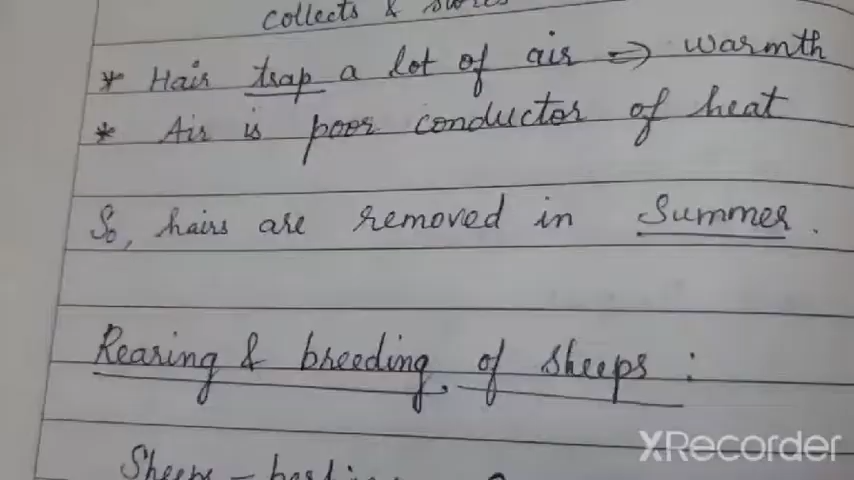 collects &
* Hair trap a lot of air ⇒ warmth
* Air is poor conductor of heat
So, hairs are removed in Summer.
Rearing & breeding of sheeps :
Sheeps –
XRecorder